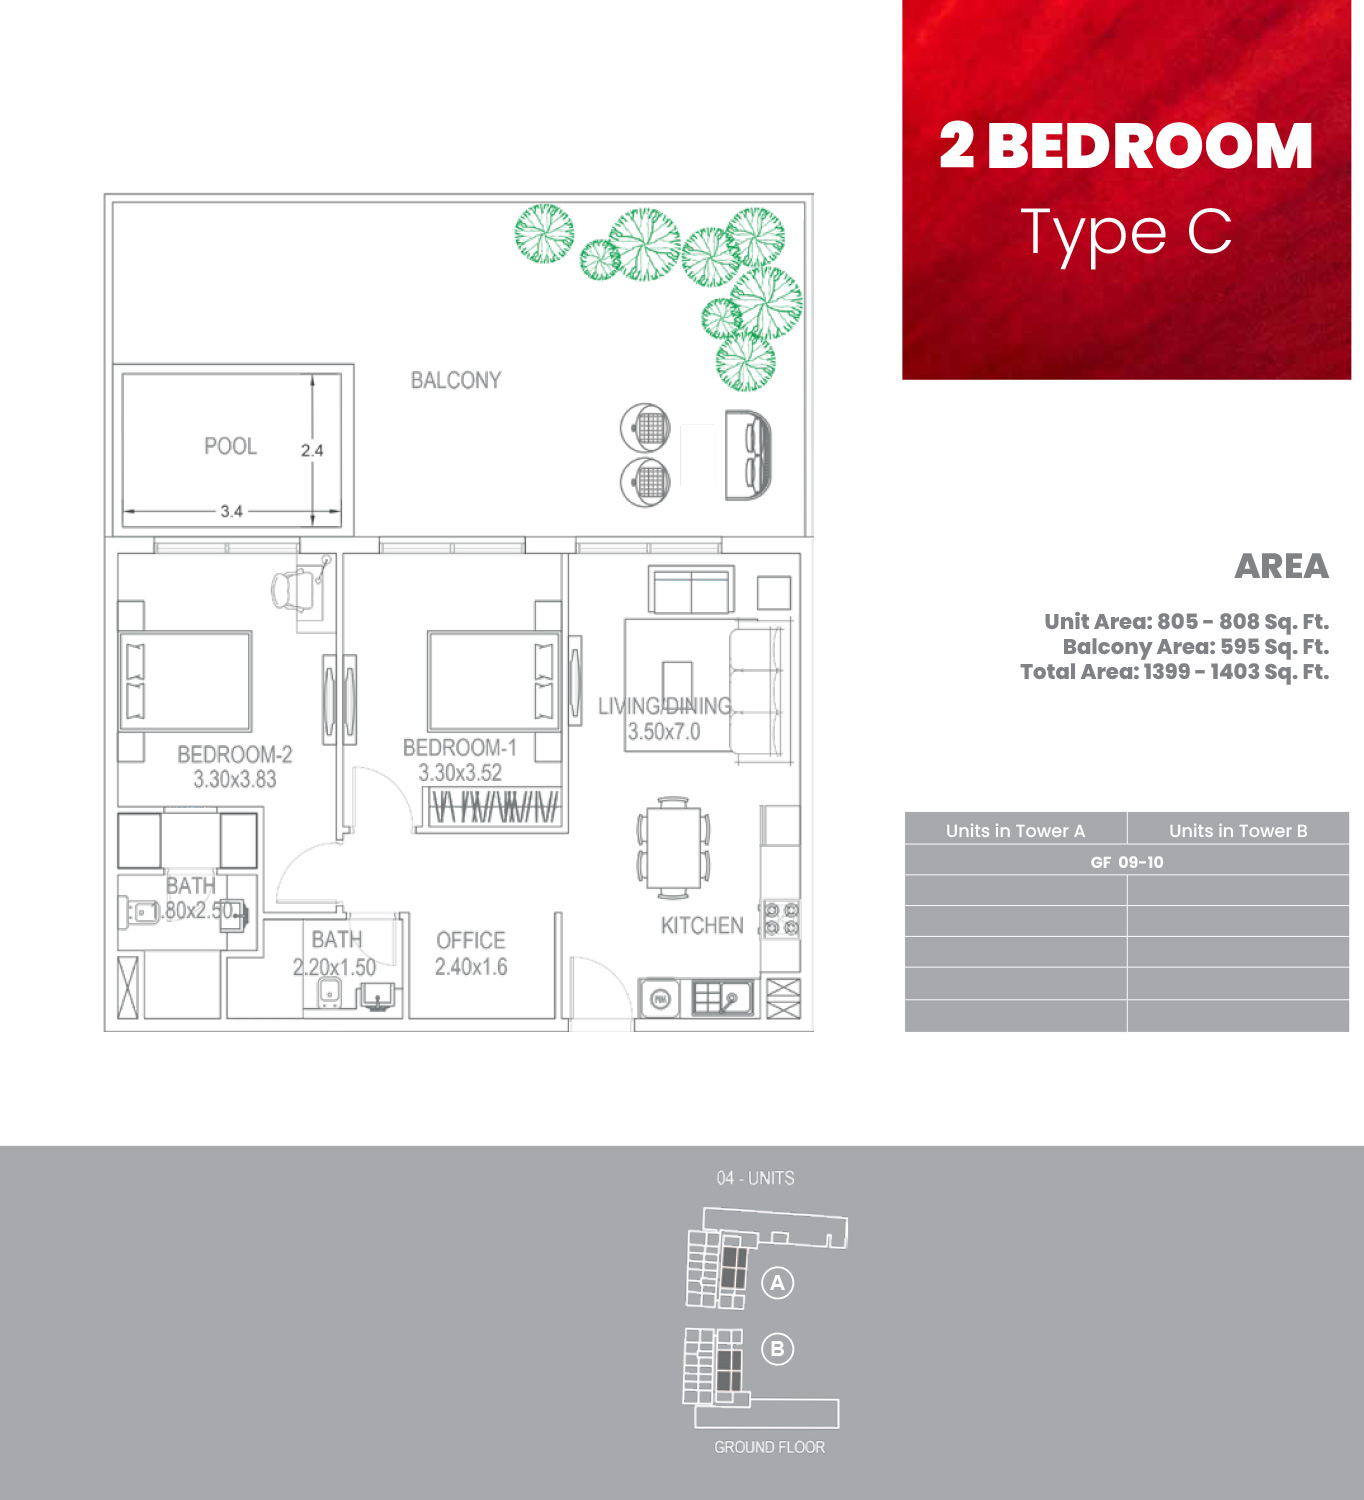 2 BEDROOM
Type C
BALCONY
POOL
2.4
3.4
LIVING/DINING
3.50x7.0
BEDROOM-2
3.30x3.83
BEDROOM-1
3.30x3.52
BATH
1.80x2.50
BATH
2.20x1.50
OFFICE
2.40x1.6
KITCHEN
AREA
Unit Area: 805 - 808 Sq. Ft.
Balcony Area: 595 Sq. Ft.
Total Area: 1399 - 1403 Sq. Ft.
Units in Tower A Units in Tower B
GF 09-10
04 - UNITS
A
B
GROUND FLOOR